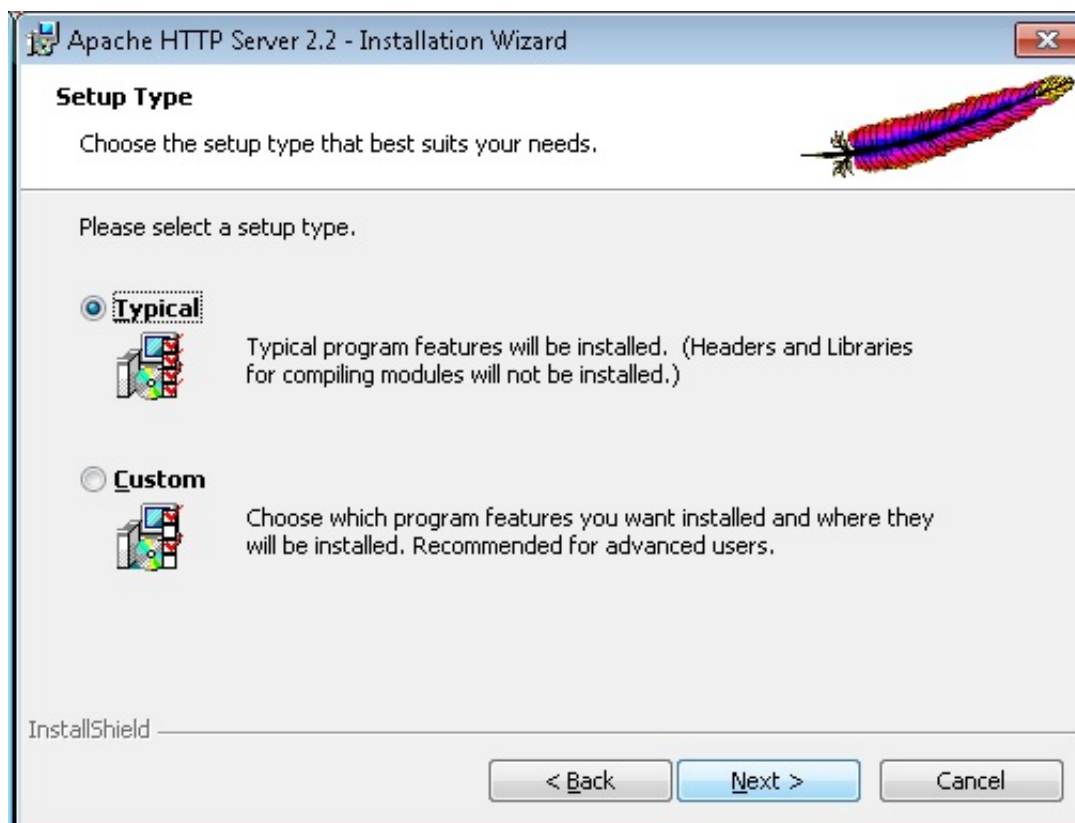 Apache HTTP Server 2.2 - Installation Wizard
Setup Type
Choose the setup type that best suits your needs.
Please select a setup type.
Typical
Typical program features will be installed. (Headers and Libraries
for compiling modules will not be installed.)
Custom
Choose which program features you want installed and where they
will be installed. Recommended for advanced users.
InstallShield
< Back
Next >
Cancel